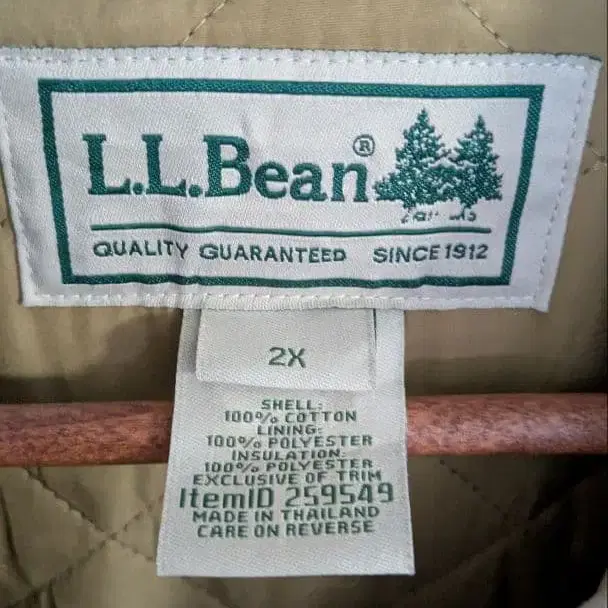 L.L.Bean®
QUALITY GUARANTEED SINCE 1912
2X
SHELL:
100% COTTON
LINING:
100% POLYESTER
INSULATION:
100% POLYESTER
EXCLUSIVE OF TRIM
ItemID 259549
MADE IN THAILAND
CARE ON REVERSE